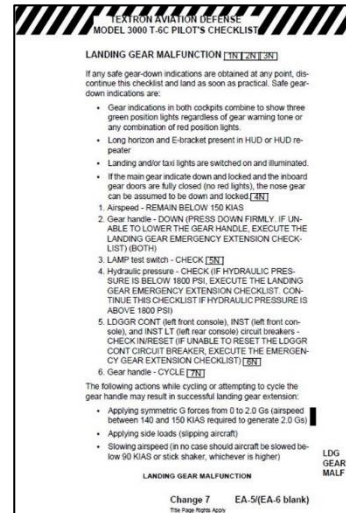 TEXTRON AVIATION DEFENSE
MODEL 3000 T-6C PILOT'S CHECKLIST
LANDING GEAR MALFUNCTION 1N 2N 3N
If any safe gear-down indications are obtained at any point, dis-
continue this checklist and land as soon as practical. Safe gear-
down indications are:
• Gear indications in both cockpits combine to show three
green position lights regardless of gear warning tone or
any combination of red position lights.
• Long horizon and E-bracket present in HUD or HUD re-
peater
• Landing and/or taxi lights are switched on and illuminated.
• If the main gear indicate down and locked and the inboard
gear doors are fully closed (no red lights), the nose gear
can be assumed to be down and locked. 4N
1. Airspeed - REMAIN BELOW 150 KIAS
2. Gear handle - DOWN (PRESS DOWN FIRMLY. IF UN-
ABLE TO LOWER THE GEAR HANDLE, EXECUTE THE
LANDING GEAR EMERGENCY EXTENSION CHECK-
LIST) (BOTH)
3. LAMP test switch - CHECK 5N
4. Hydraulic pressure - CHECK (IF HYDRAULIC PRES-
SURE IS BELOW 1800 PSI, EXECUTE THE LANDING
GEAR EMERGENCY EXTENSION CHECKLIST. CON-
TINUE THIS CHECKLIST IF HYDRAULIC PRESSURE IS
ABOVE 1800 PSI)
5. LDGGR CONT (left front console), INST (left front con-
sole), and INST LT (left rear console) circuit breakers -
CHECK IN/RESET (IF UNABLE TO RESET THE LDGGR
CONT CIRCUIT BREAKER, EXECUTE THE EMERGEN-
CY GEAR EXTENSION CHECKLIST) 6N
6. Gear handle - CYCLE 7N
The following actions while cycling or attempting to cycle the
gear handle may result in successful landing gear extension:
• Applying symmetric G forces from 0 to 2.0 Gs (airspeed
between 140 and 150 KIAS required to generate 2.0 Gs)
• Applying side loads (slipping aircraft)
• Slowing airspeed (in no case should aircraft be slowed be-
low 90 KIAS or stick shaker, whichever is higher)
LDG
GEAR
MALF
LANDING GEAR MALFUNCTION
Change 7 EA-5/(EA-6 blank)
Title Page Rights Apply